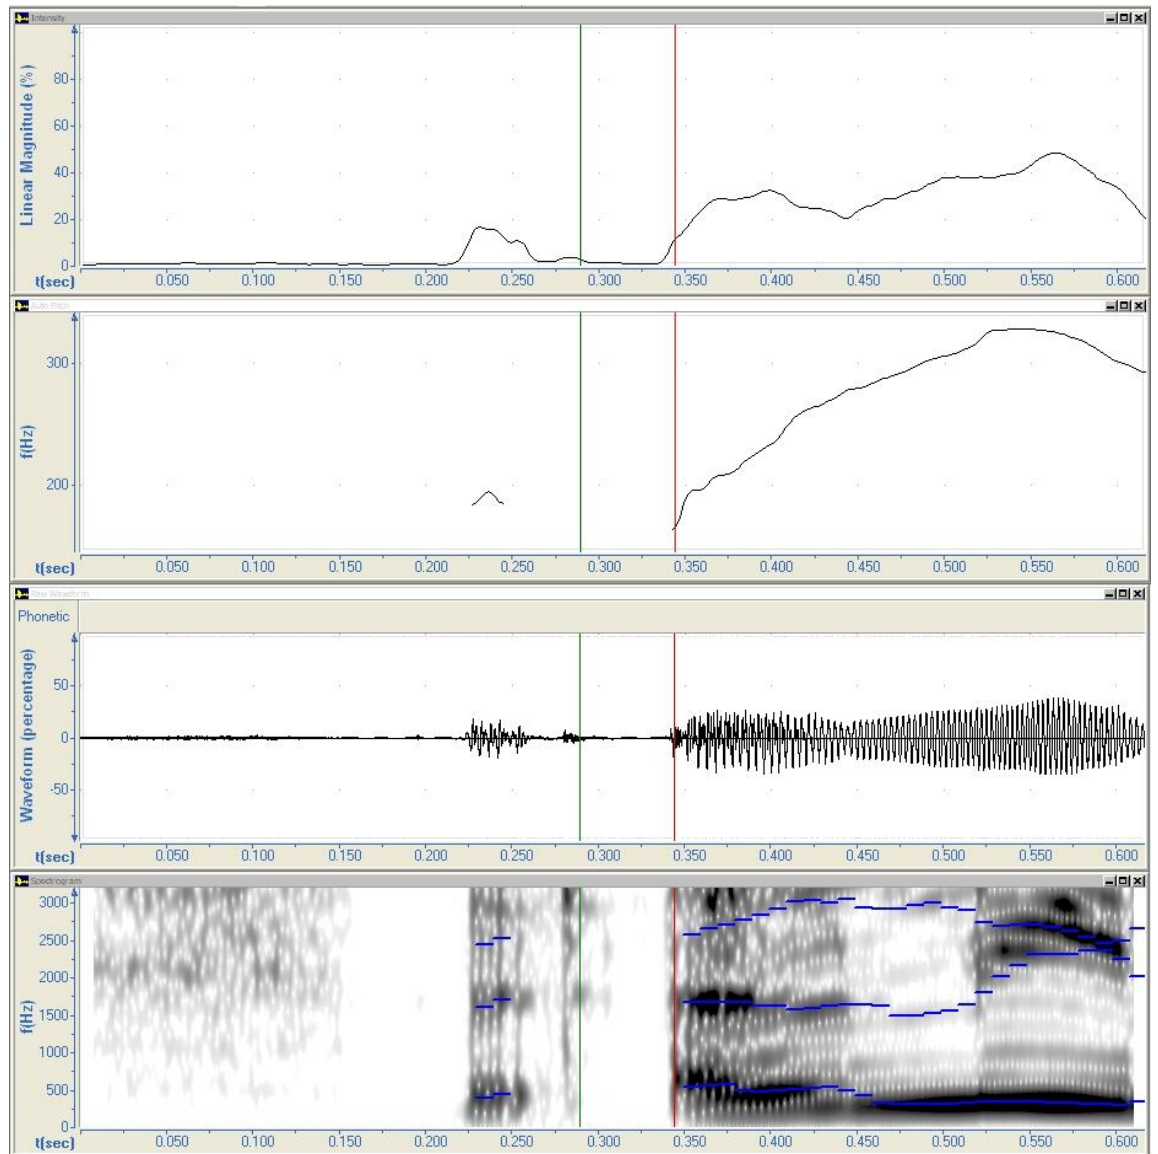 Intensity
Linear Magnitude (%)
80
60
40
20
0
t(sec) 0.050 0.100 0.150 0.200 0.250 0.300 0.350 0.400 0.450 0.500 0.550 0.600
Auto Pitch
f(Hz)
300
200
t(sec) 0.050 0.100 0.150 0.200 0.250 0.300 0.350 0.400 0.450 0.500 0.550 0.600
Raw Waveform
Phonetic
Waveform (percentage)
50
0
-50
t(sec) 0.050 0.100 0.150 0.200 0.250 0.300 0.350 0.400 0.450 0.500 0.550 0.600
Spectrogram
f(Hz)
3000
2500
2000
1500
1000
500
0
t(sec) 0.050 0.100 0.150 0.200 0.250 0.300 0.350 0.400 0.450 0.500 0.550 0.600